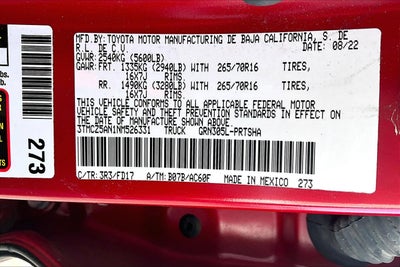 MFD.BY:TOYOTA MOTOR MANUFACTURING DE BAJA CALIFORNIA, S. DE
R.L. DE C.V. DATE: 08/22
GVWR:2540KG (5600LB)
GAWR:FRT. 1335KG (2940LB) WITH 265/70R16 TIRES,
16X7J RIMS.
RR. 1490KG (3280LB) WITH 265/70R16 TIRES,
16X7J RIMS.
THIS VEHICLE CONFORMS TO ALL APPLICABLE FEDERAL MOTOR
VEHICLE SAFETY AND THEFT PREVENTION STANDARDS IN EFFECT ON
THE DATE OF MANUFACTURE SHOWN ABOVE.
3TMCZ5AN1NM526331 TRUCK GRN305L-PRTSHA
C/TR:3R3/FD17 A/TM:B07B/AC60F MADE IN MEXICO 273
273
lbs.